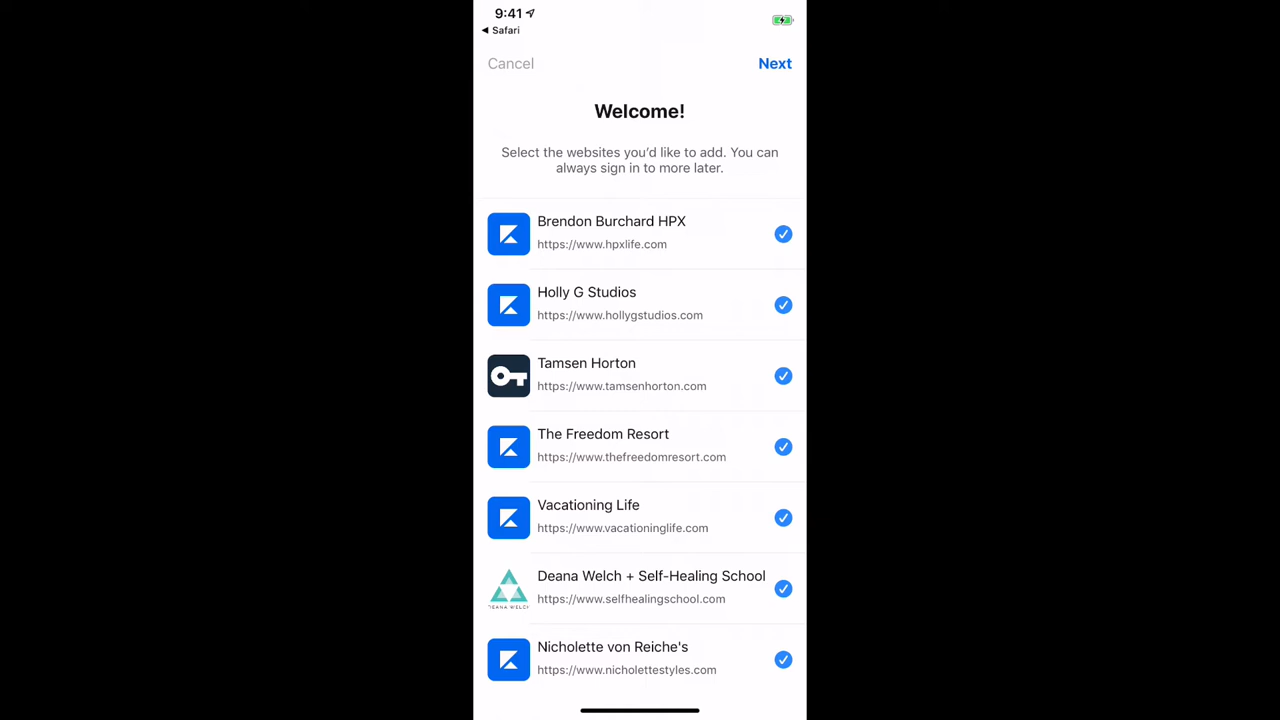 9:41
Safari
Cancel
Next
Welcome!
Select the websites you’d like to add. You can
always sign in to more later.
Brendon Burchard HPX
https://www.hpxlife.com
Holly G Studios
https://www.hollygstudios.com
Tamsen Horton
https://www.tamsenhorton.com
The Freedom Resort
https://www.thefreedomresort.com
Vacationing Life
https://www.vacationinglife.com
Deana Welch + Self-Healing School
https://www.selfhealingschool.com
DEANA WELCH
Nicholette von Reiche's
https://www.nicholettestyles.com